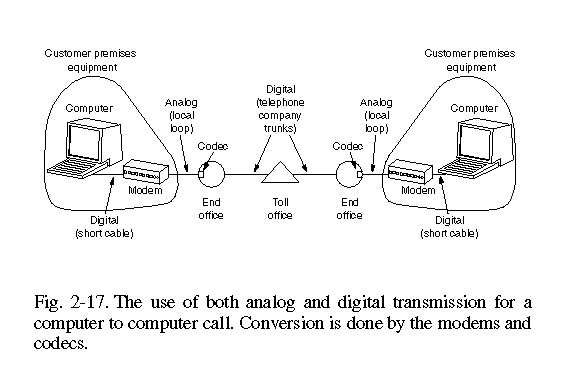 Customer premises
equipment
Customer premises
equipment
Computer
Analog
(local
loop)
Digital
(telephone
company
trunks)
Analog
(local
loop)
Computer
Codec
Codec
Modem
Modem
Digital
(short cable)
End
office
Toll
office
End
office
Digital
(short cable)
Fig. 2-17. The use of both analog and digital transmission for a
computer to computer call. Conversion is done by the modems and
codecs.